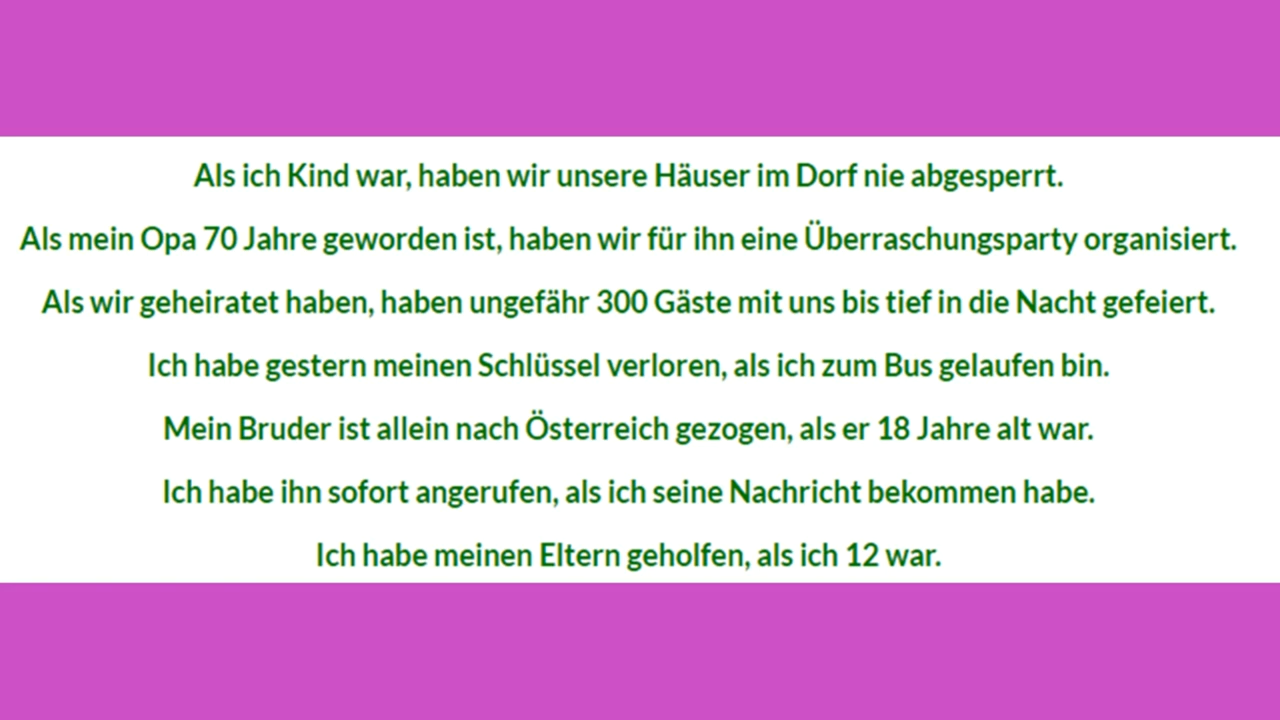 Als ich Kind war, haben wir unsere Häuser im Dorf nie abgesperrt.
Als mein Opa 70 Jahre geworden ist, haben wir für ihn eine Überraschungsparty organisiert.
Als wir geheiratet haben, haben ungefähr 300 Gäste mit uns bis tief in die Nacht gefeiert.
Ich habe gestern meinen Schlüssel verloren, als ich zum Bus gelaufen bin.
Mein Bruder ist allein nach Österreich gezogen, als er 18 Jahre alt war.
Ich habe ihn sofort angerufen, als ich seine Nachricht bekommen habe.
Ich habe meinen Eltern geholfen, als ich 12 war.